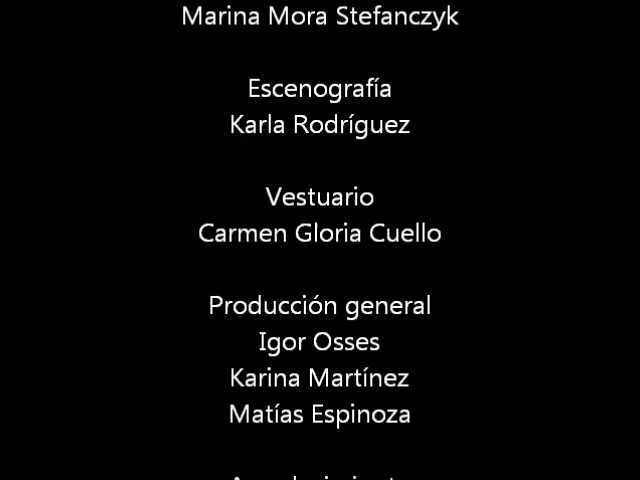 Marina Mora Stefanczyk
Escenografía
Karla Rodríguez
Vestuario
Carmen Gloria Cuello
Producción general
Igor Osses
Karina Martínez
Matías Espinoza